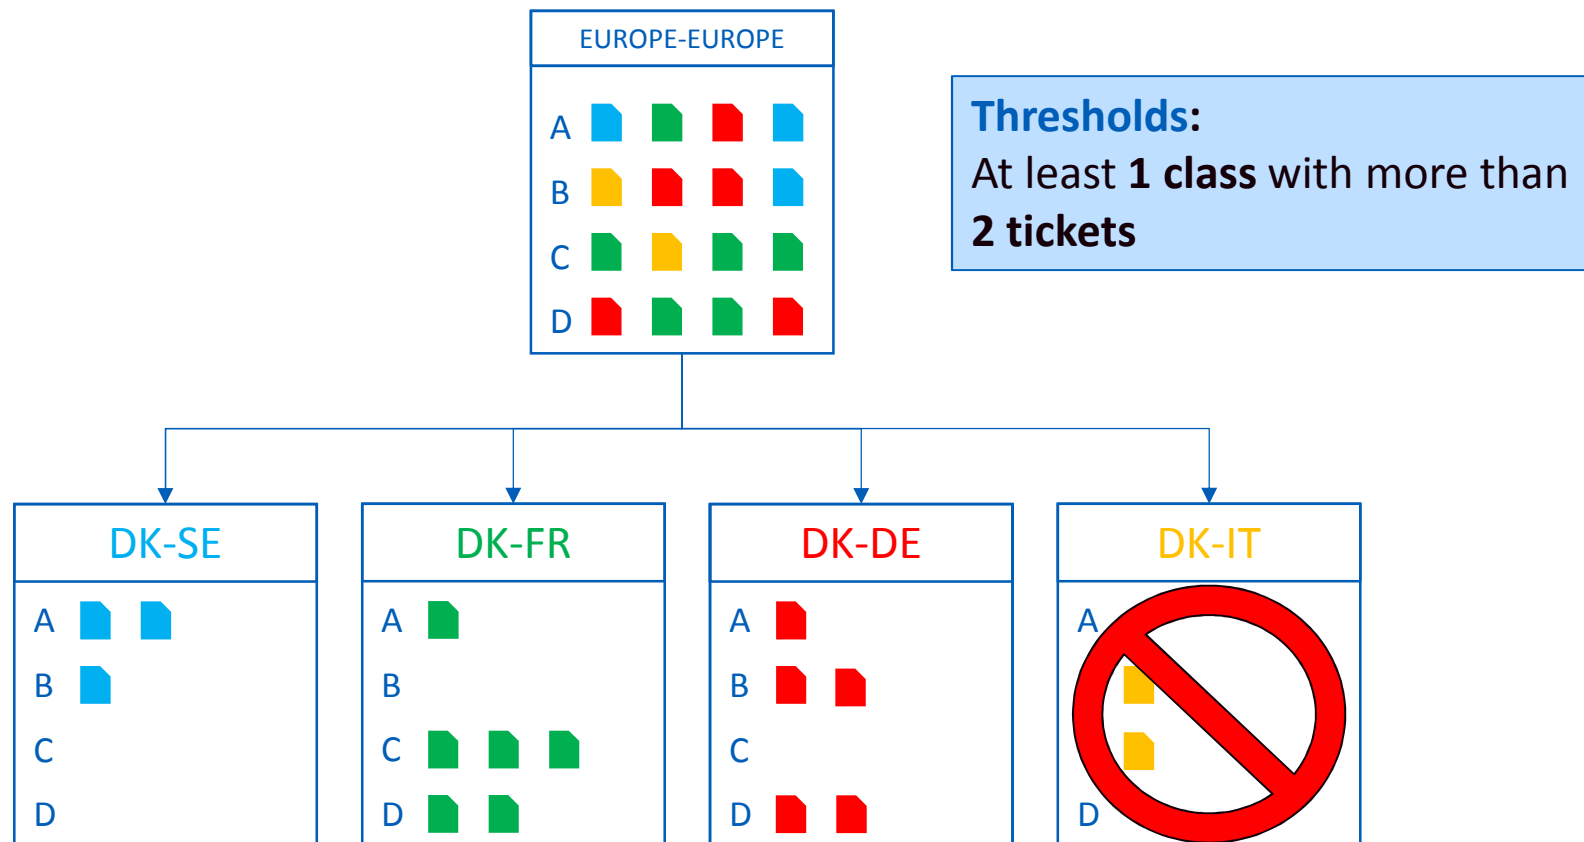 EUROPE-EUROPE
A
B
C
D
Thresholds:
At least 1 class with more than
2 tickets
DK-SE
A
B
C
D
DK-FR
A
B
C
D
DK-DE
A
B
C
D
DK-IT
A
D